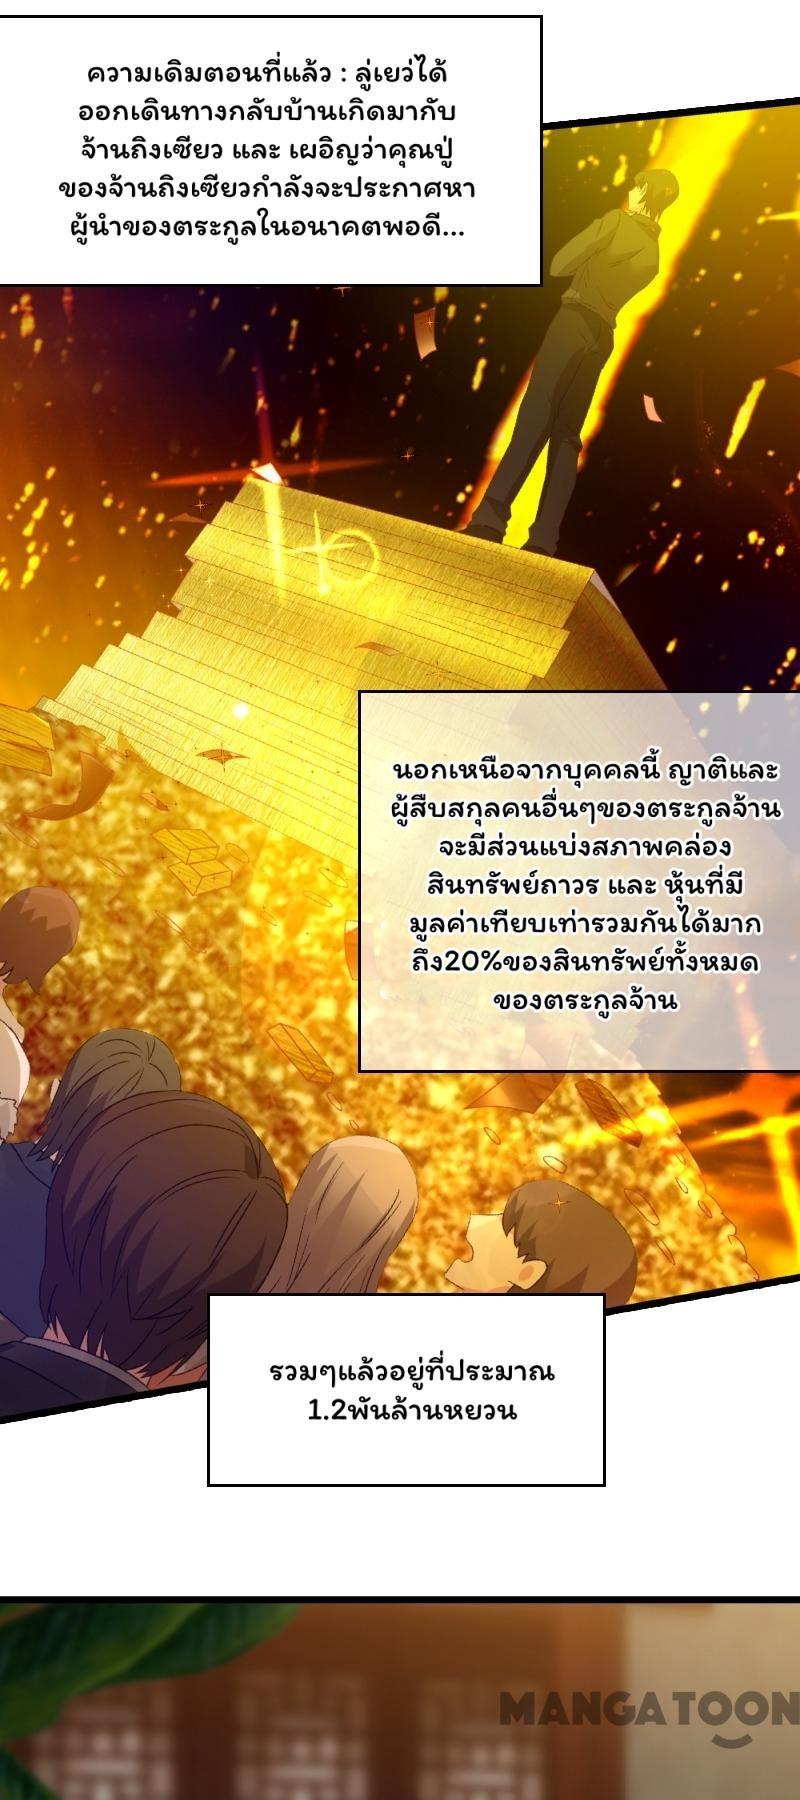 ความเดิมตอนที่แล้ว : ลู่เยว่ได้
ออกเดินทางกลับบ้านเกิดมากับ
จ้านถิงเซียว และ เผอิญว่าคุณปู่
ของจ้านถิงเซียวกำลังจะประกาศหา
ผู้นำของตระกูลในอนาคตพอดี...
นอกเหนือจากบุคคลนี้ ญาติและ
ผู้สืบสกุลคนอื่นๆของตระกูลจ้าน
จะมีส่วนแบ่งสภาพคล่อง
สินทรัพย์ถาวร และ หุ้นที่มี
มูลค่าเทียบเท่ารวมกันได้มาก
ถึง20%ของสินทรัพย์ทั้งหมด
ของตระกูลจ้าน
รวมๆแล้วอยู่ที่ประมาณ
1.2พันล้านหยวน
MANGATOON